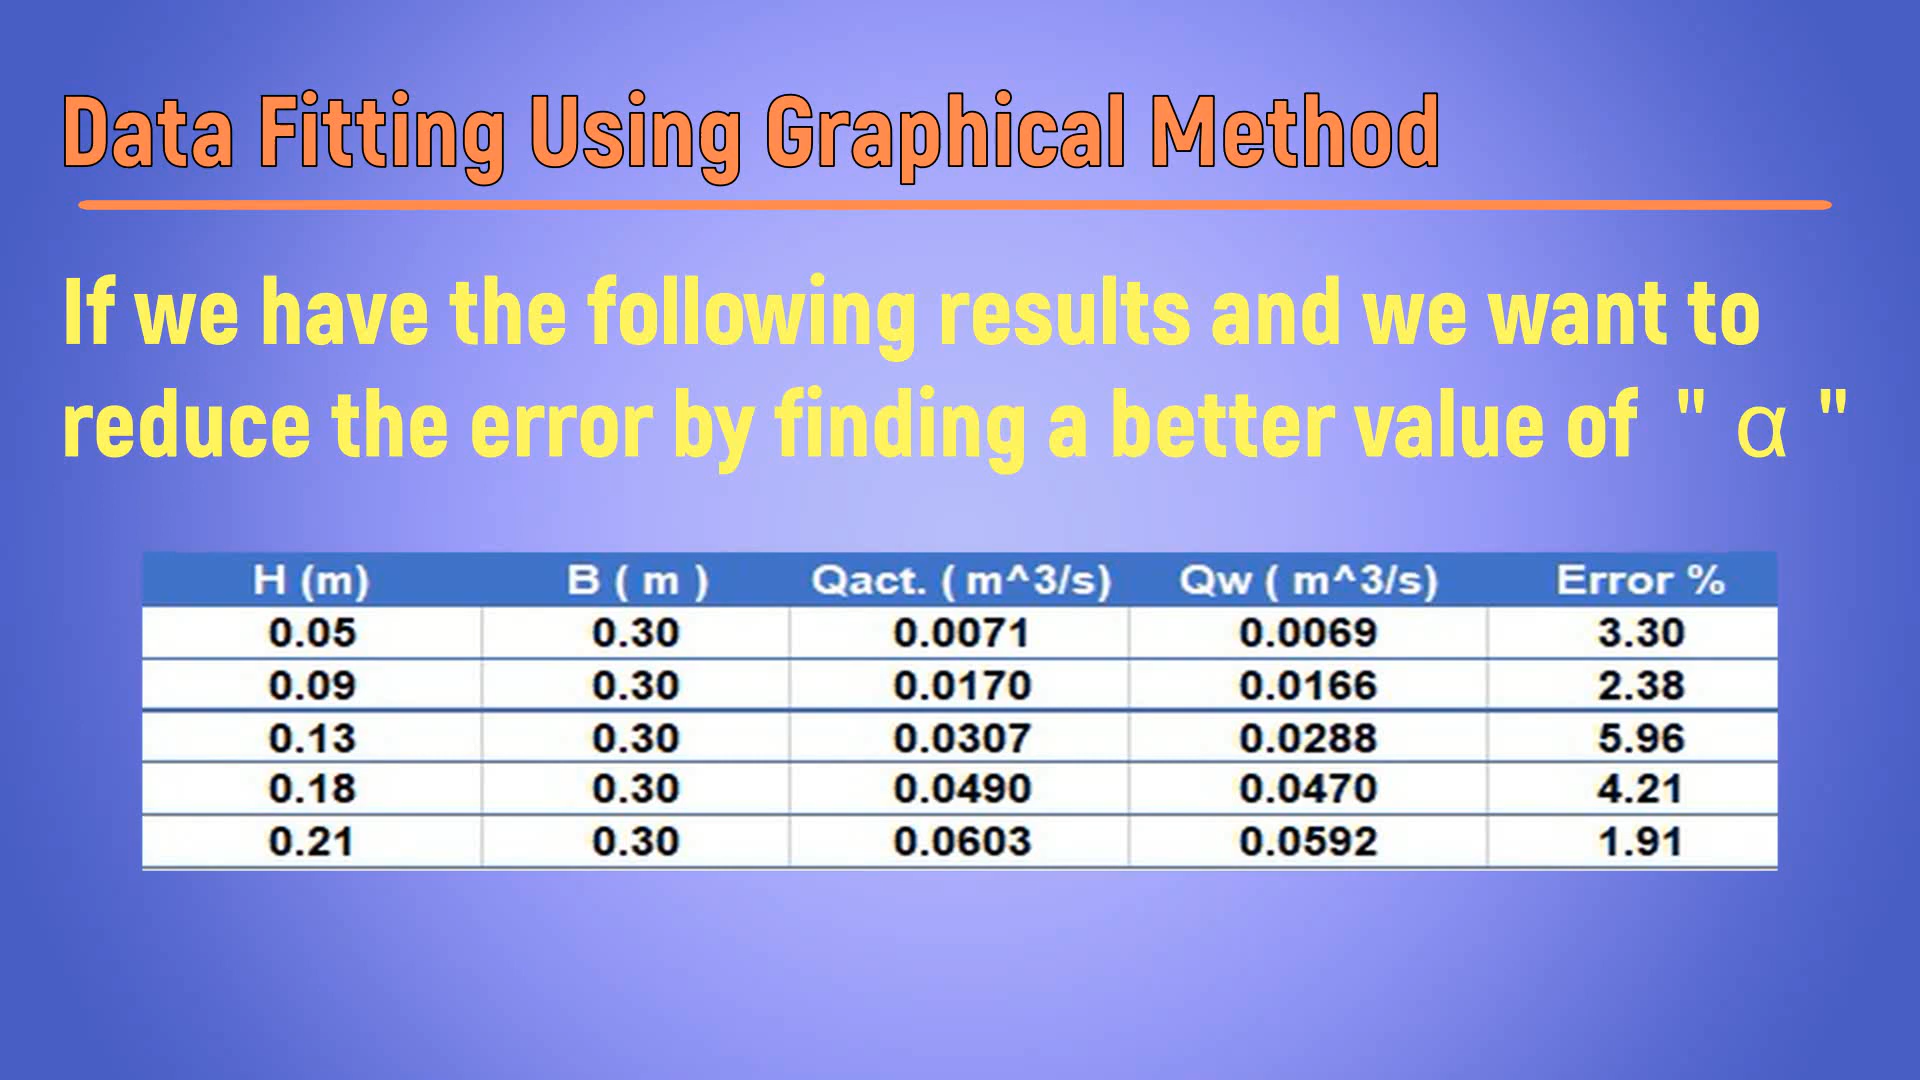 Data Fitting Using Graphical Method
If we have the following results and we want to
reduce the error by finding a better value of " α "
H (m) B ( m ) Qact. ( m^3/s) Qw ( m^3/s) Error %
0.05 0.30 0.0071 0.0069 3.30
0.09 0.30 0.0170 0.0166 2.38
0.13 0.30 0.0307 0.0288 5.96
0.18 0.30 0.0490 0.0470 4.21
0.21 0.30 0.0603 0.0592 1.91